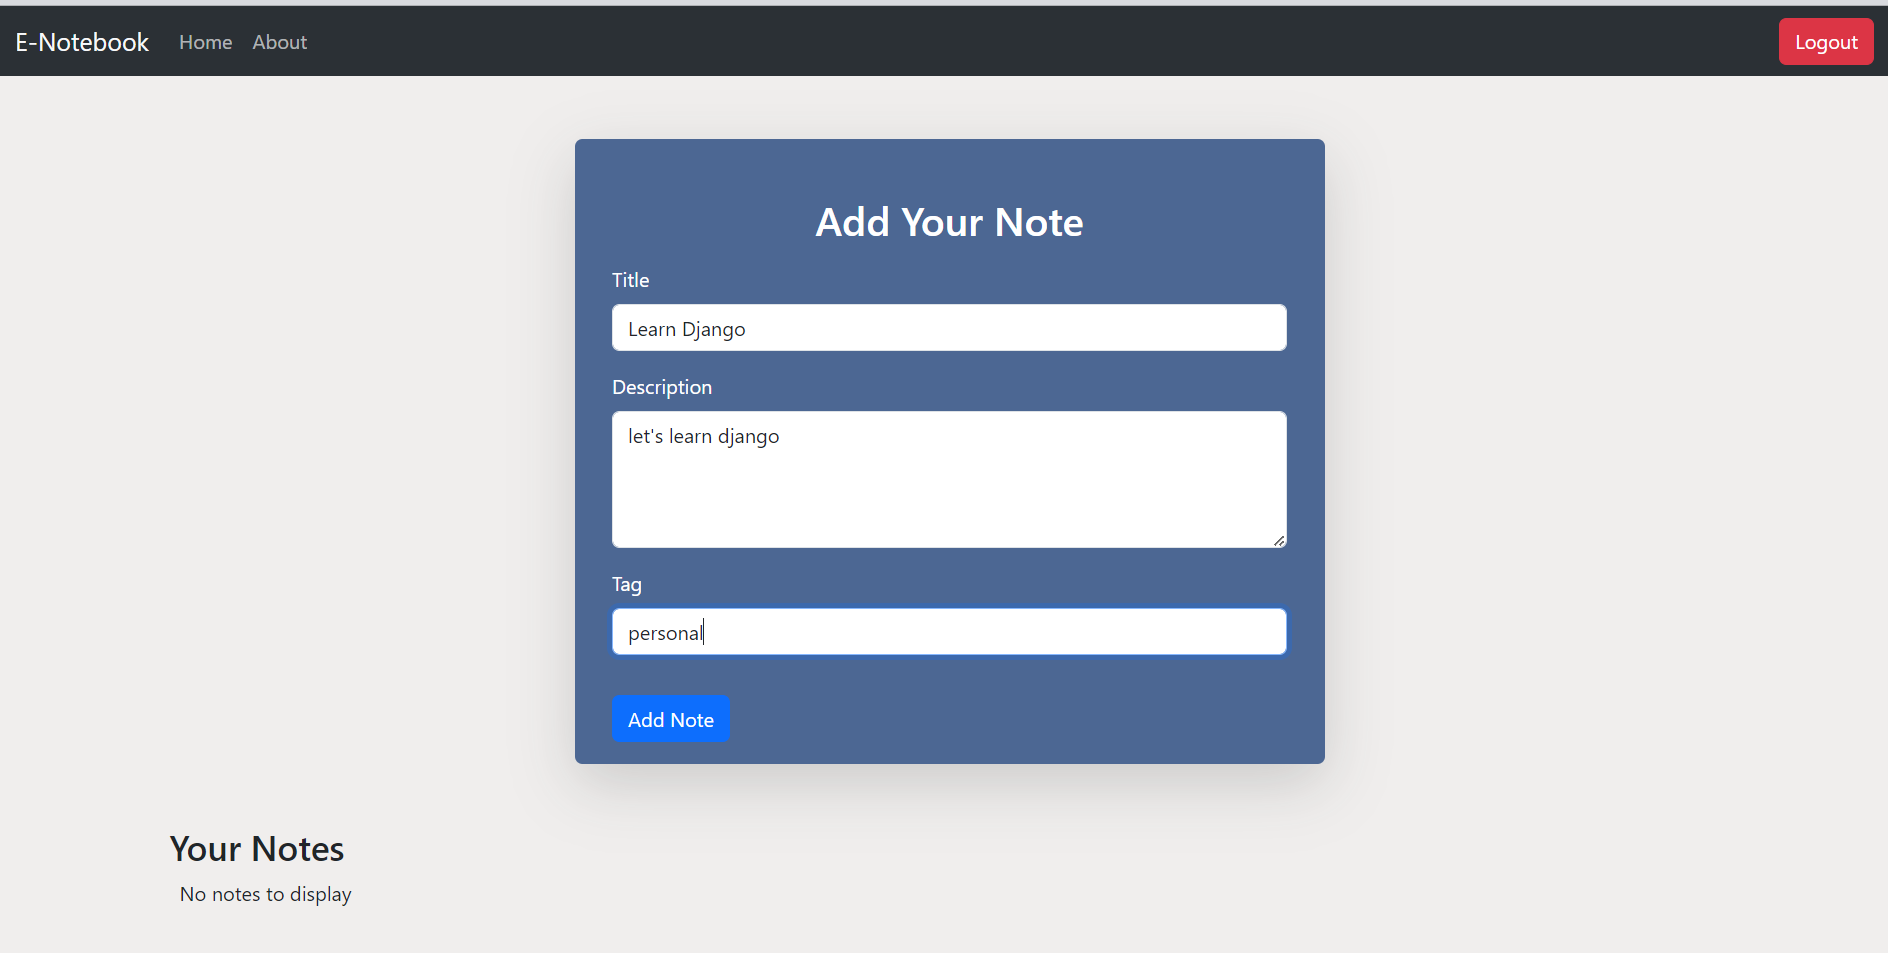 E-Notebook Home About Logout
Add Your Note
Title
Learn Django
Description
let's learn django
Tag
personal
Add Note
Your Notes
No notes to display